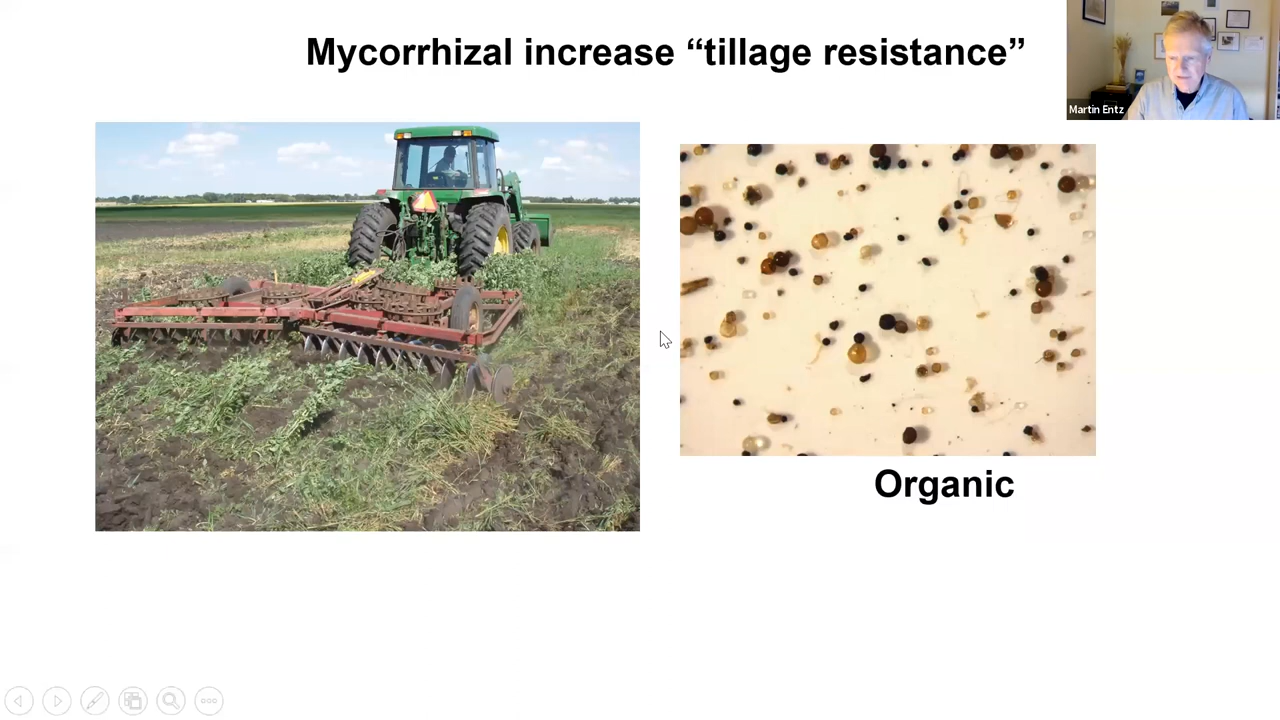 Mycorrhizal increase “tillage resistance”
Martin Entz
Organic